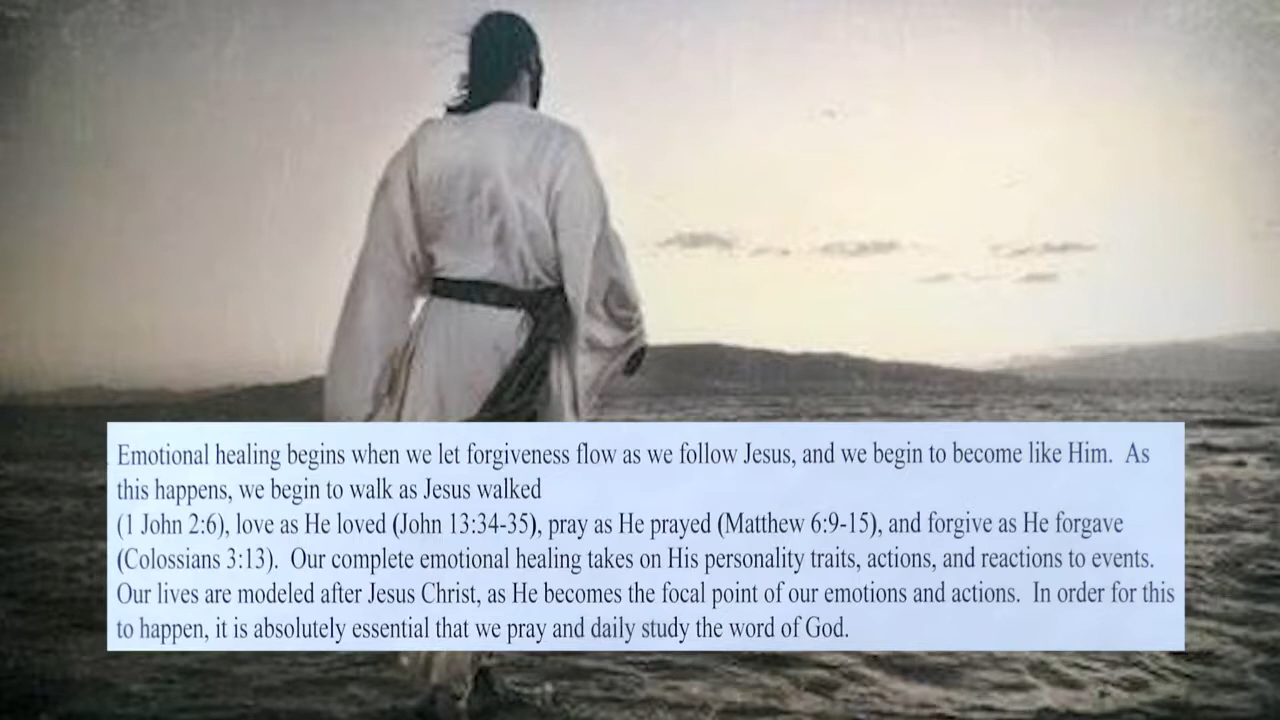 Emotional healing begins when we let forgiveness flow as we follow Jesus, and we begin to become like Him.  As
this happens, we begin to walk as Jesus walked
(1 John 2:6), love as He loved (John 13:34-35), pray as He prayed (Matthew 6:9-15), and forgive as He forgave
(Colossians 3:13).  Our complete emotional healing takes on His personality traits, actions, and reactions to events.
Our lives are modeled after Jesus Christ, as He becomes the focal point of our emotions and actions.  In order for this
to happen, it is absolutely essential that we pray and daily study the word of God.